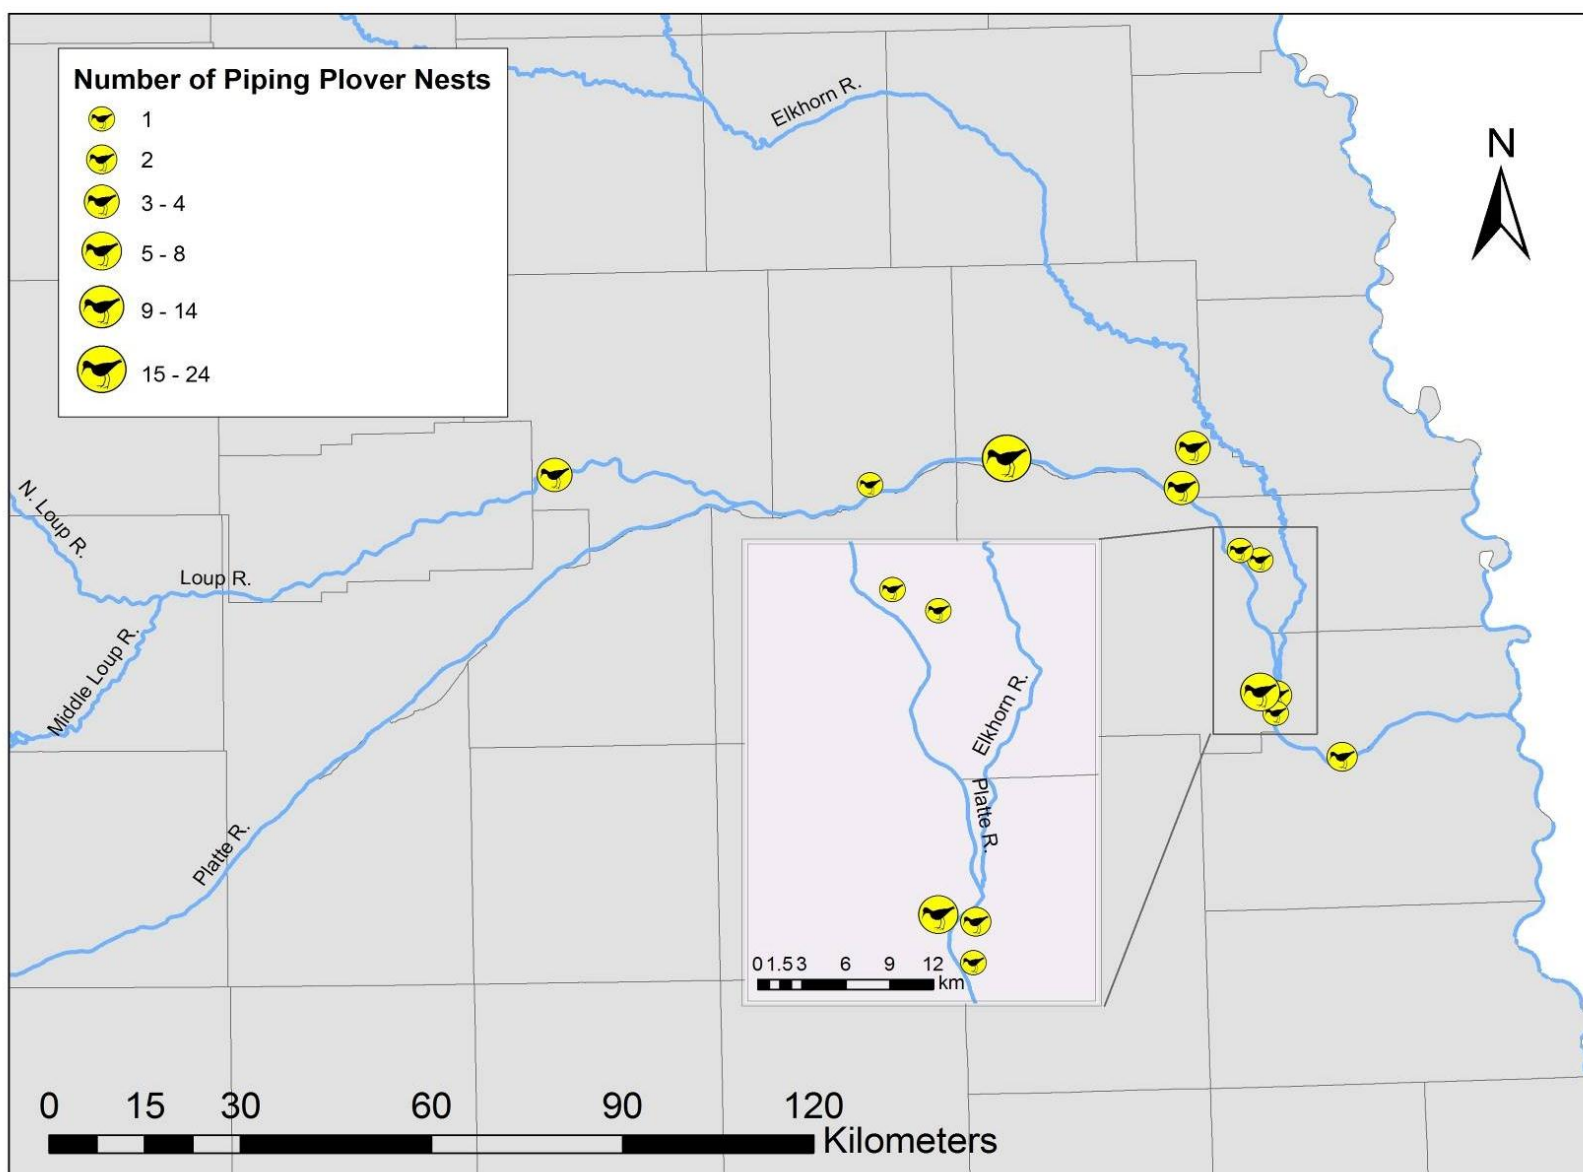 Number of Piping Plover Nests
1
2
3 - 4
5 - 8
9 - 14
15 - 24
Elkhorn R.
N
N. Loup R.
Loup R.
Middle Loup R.
Platte R.
Elkhorn R.
Platte R.
0 1.5 3 6 9 12
km
0 15 30 60 90 120
Kilometers